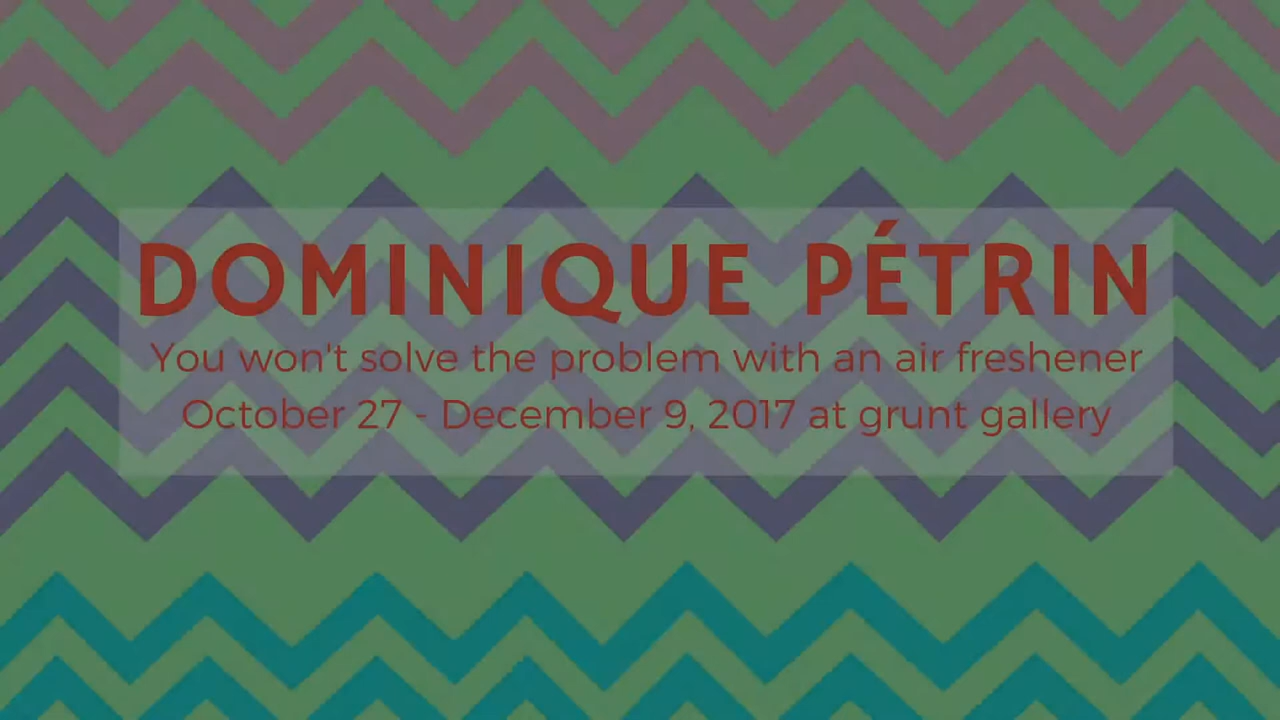 DOMINIQUE PÉTRIN
You won't solve the problem with an air freshener
October 27 - December 9, 2017 at grunt gallery